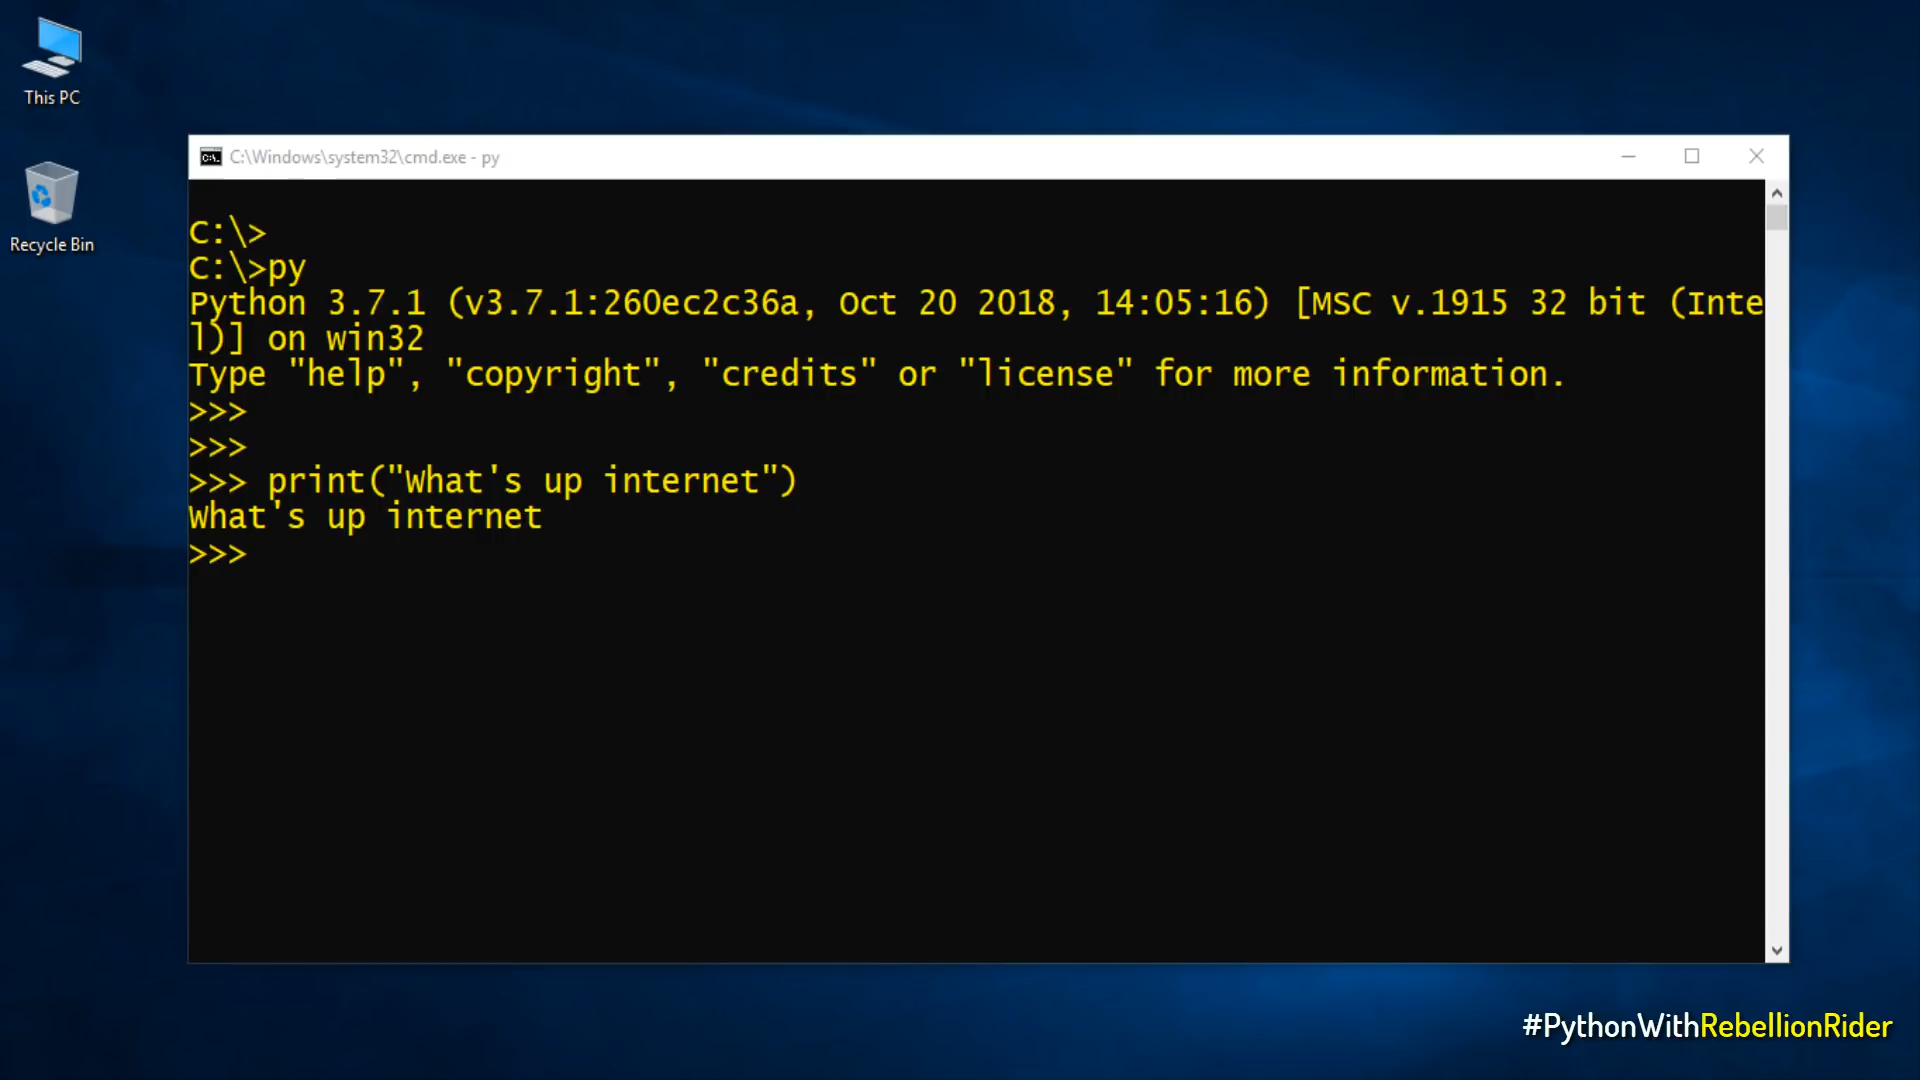 This PC
Recycle Bin
C:\Windows\system32\cmd.exe - py
C:\>
C:\>py
Python 3.7.1 (v3.7.1:260ec2c36a, Oct 20 2018, 14:05:16) [MSC v.1915 32 bit (Inte
l)] on win32
Type "help", "copyright", "credits" or "license" for more information.
>>>
>>>
>>> print("What's up internet")
What's up internet
>>>
#PythonWithRebellionRider